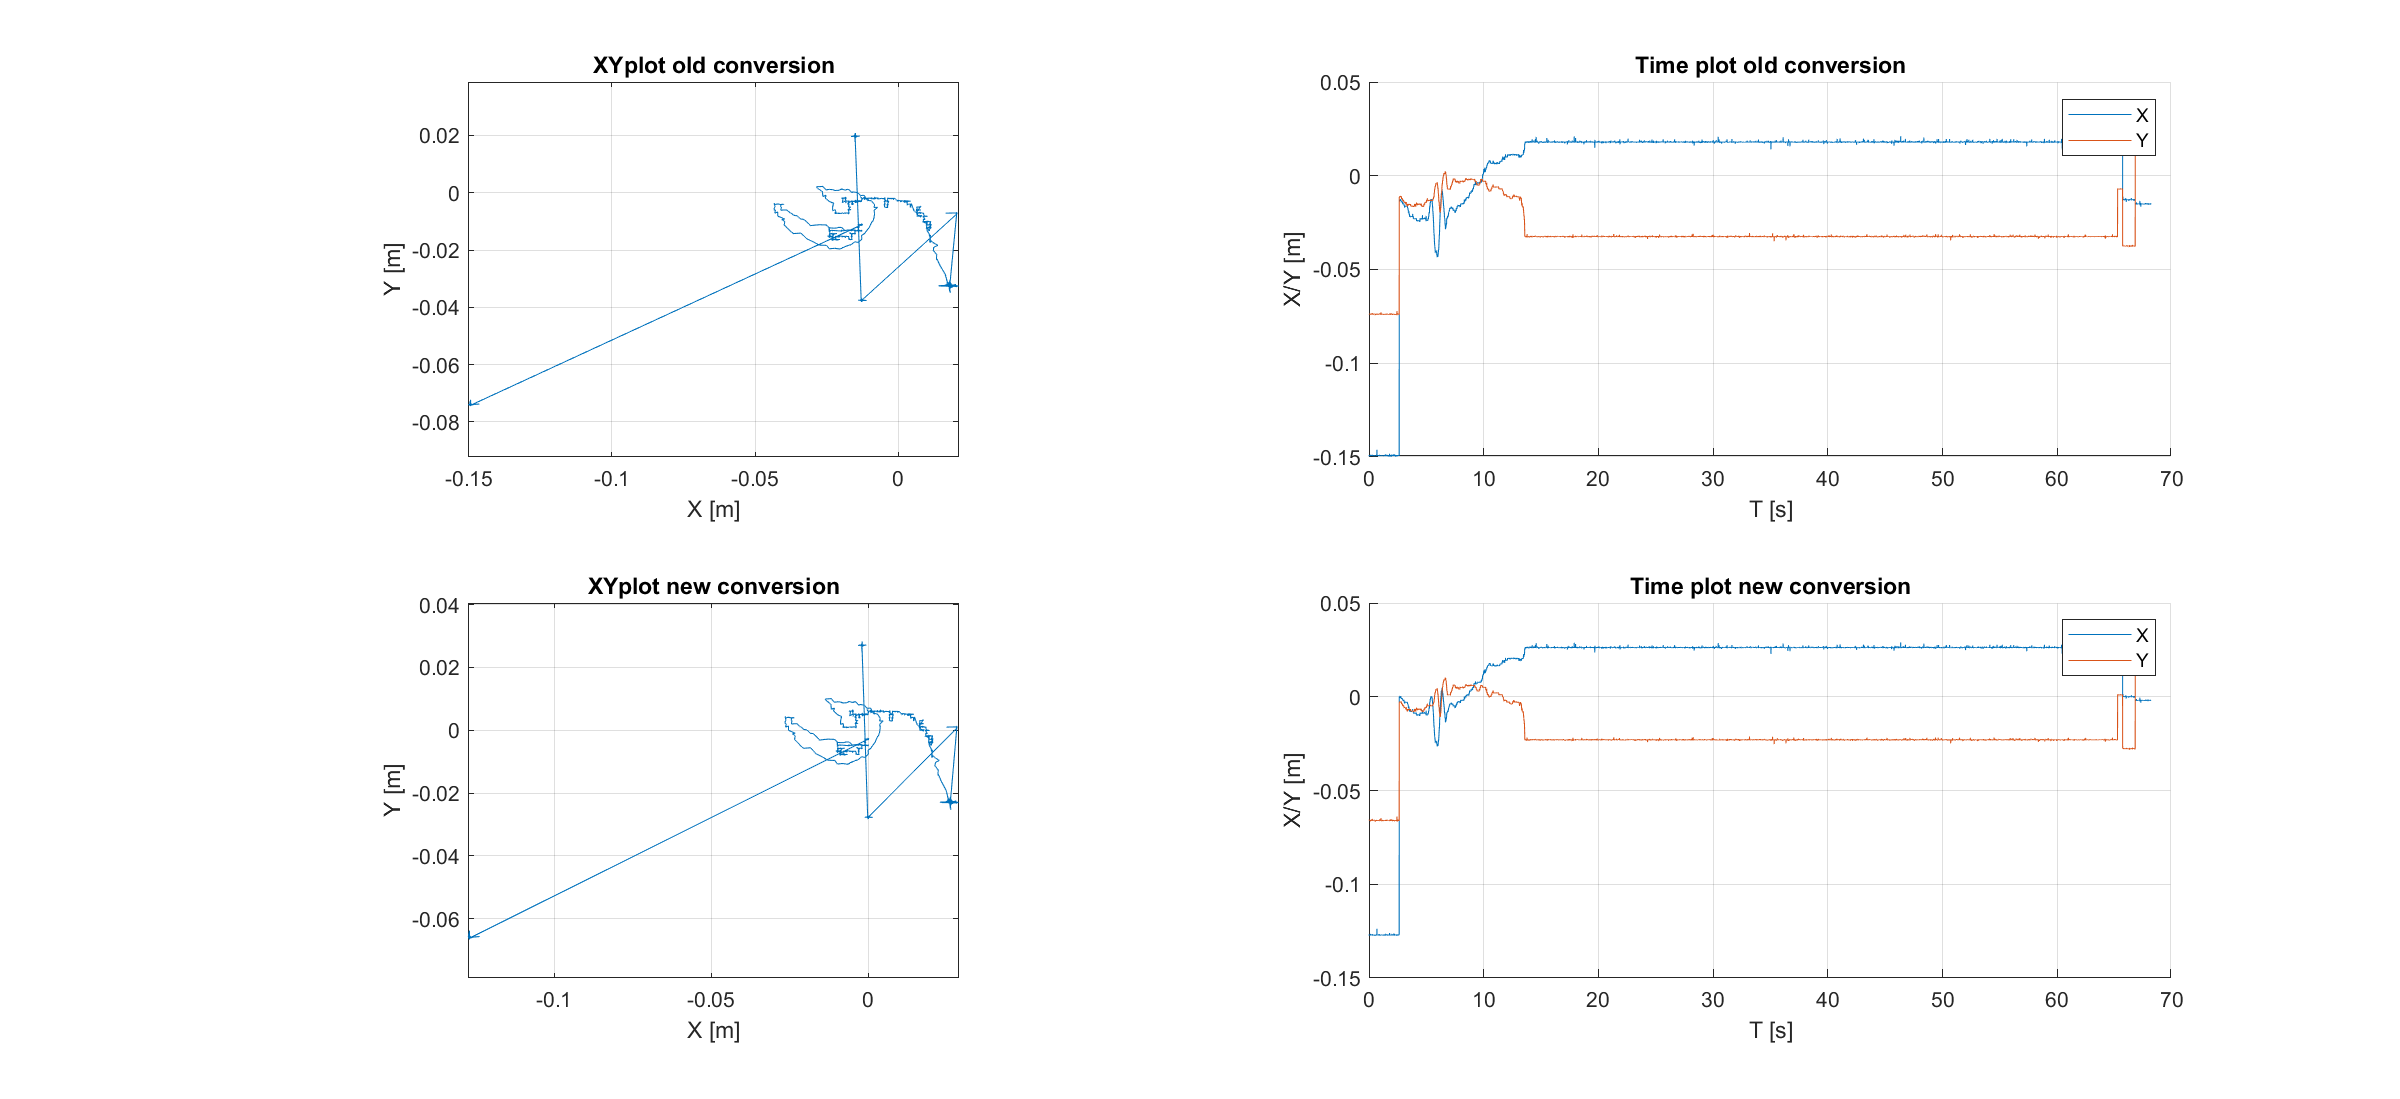 XYplot old conversion
0.02
0
-0.02
-0.04
-0.06
-0.08
Y [m]
-0.15 -0.1 -0.05 0
X [m]
Time plot old conversion
0.05
0
-0.05
-0.1
-0.15
X/Y [m]
X
Y
0 10 20 30 40 50 60 70
T [s]
XYplot new conversion
0.04
0.02
0
-0.02
-0.04
-0.06
Y [m]
-0.1 -0.05 0
X [m]
Time plot new conversion
0.05
0
-0.05
-0.1
-0.15
X/Y [m]
X
Y
0 10 20 30 40 50 60 70
T [s]